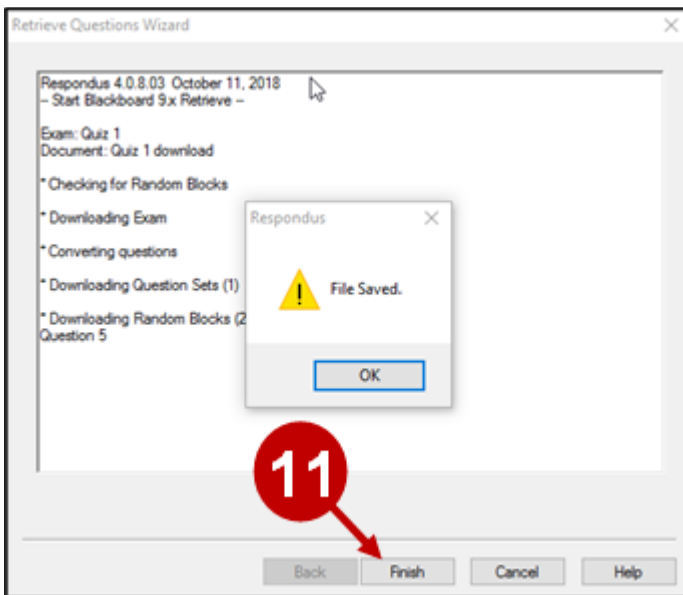 Retrieve Questions Wizard
Respondus 4.0.8.03 October 11, 2018
-- Start Blackboard 9.x Retrieve --
Exam: Quiz 1
Document: Quiz 1 download
* Checking for Random Blocks
* Downloading Exam
* Converting questions
* Downloading Question Sets (1)
* Downloading Random Blocks (2
Question 5
Respondus
File Saved.
OK
11
Back Finish Cancel Help